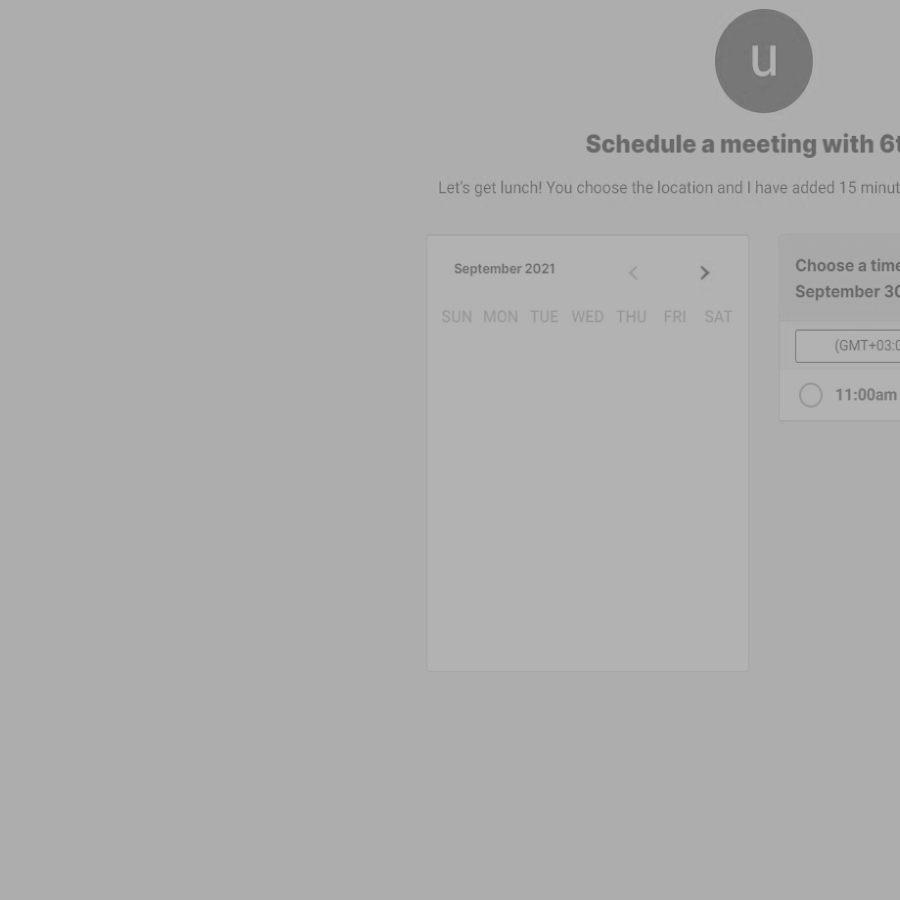 u
Schedule a meeting with 6t
Let's get lunch! You choose the location and I have added 15 minut
September 2021
SUN MON TUE WED THU FRI SAT
Choose a time
September 30
(GMT+03:0
11:00am